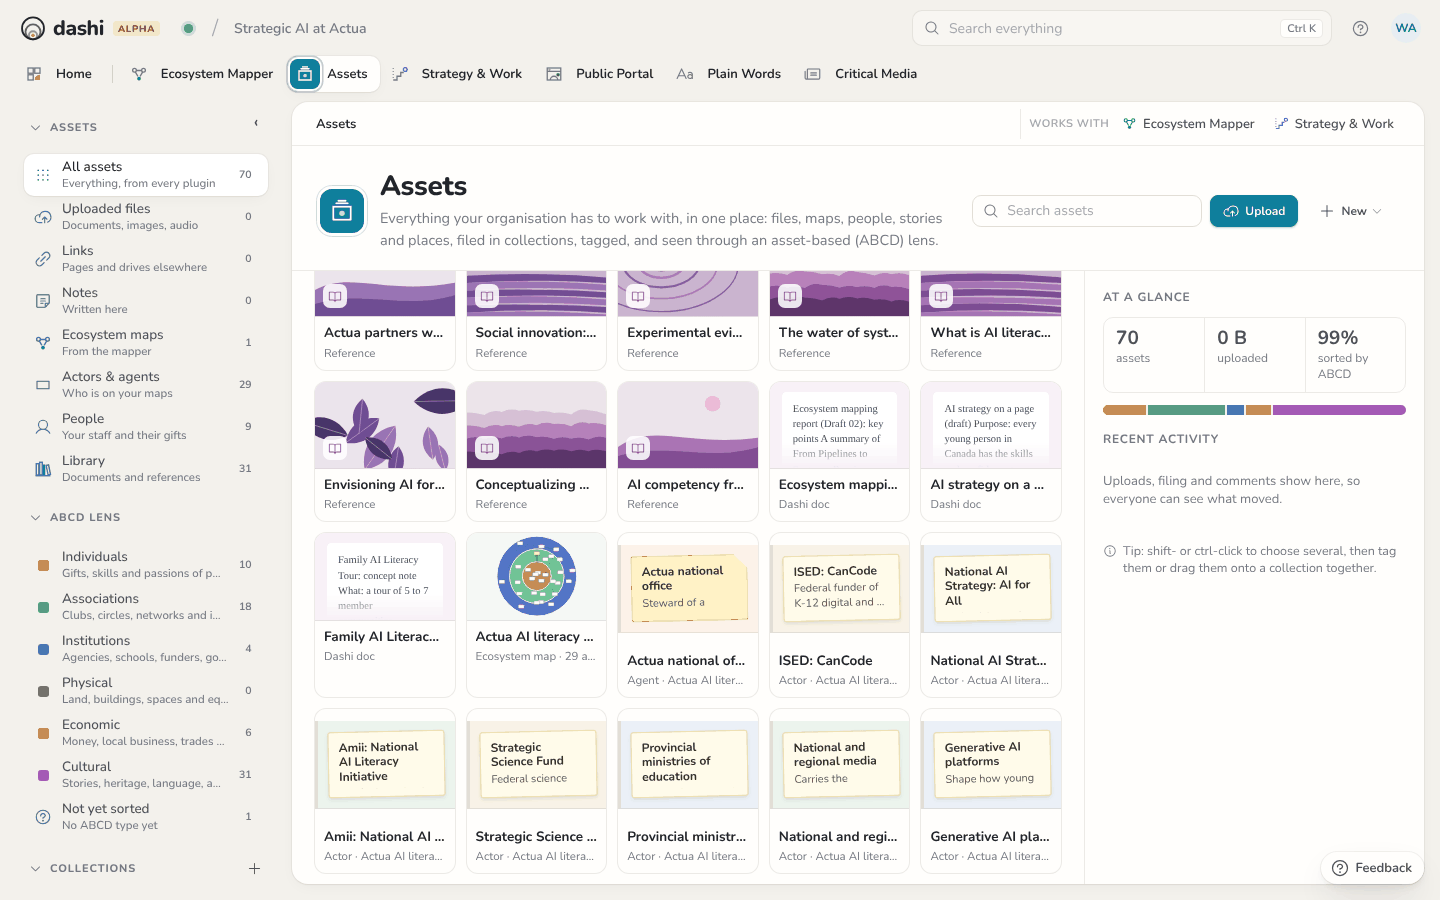 dashi ALPHA / Strategic AI at Actua
Search everything Ctrl K
WA
Home
Ecosystem Mapper
Assets
Strategy & Work
Public Portal
Aa Plain Words
Critical Media
ASSETS
All assets 70
Everything, from every plugin
Uploaded files 0
Documents, images, audio
Links 0
Pages and drives elsewhere
Notes 0
Written here
Ecosystem maps 1
From the mapper
Actors & agents 29
Who is on your maps
People 9
Your staff and their gifts
Library 31
Documents and references
ABCD LENS
Individuals 10
Gifts, skills and passions of p...
Associations 18
Clubs, circles, networks and i...
Institutions 4
Agencies, schools, funders, go...
Physical 0
Land, buildings, spaces and eq...
Economic 6
Money, local business, trades ...
Cultural 31
Stories, heritage, language, a...
Not yet sorted 1
No ABCD type yet
COLLECTIONS
Assets
WORKS WITH Ecosystem Mapper Strategy & Work
Assets
Everything your organisation has to work with, in one place: files, maps, people, stories
and places, filed in collections, tagged, and seen through an asset-based (ABCD) lens.
Search assets
Upload
New
Actua partners w...
Reference
Social innovation:...
Reference
Experimental evi...
Reference
The water of syst...
Reference
What is AI literac...
Reference
Envisioning AI for...
Reference
Conceptualizing ...
Reference
AI competency fr...
Reference
Ecosystem mapping
report (Draft 02): key
points A summary of
From Pipelines to
Ecosystem mappi...
Dashi doc
AI strategy on a page
(draft) Purpose: every
young person in
Canada has the skills
AI strategy on a ...
Dashi doc
Family AI Literacy
Tour: concept note
What: a tour of 5 to 7
member
Family AI Literac...
Dashi doc
Actua AI literacy ...
Ecosystem map · 29 a...
Actua national
office
Steward of a
Actua national of...
Agent · Actua AI liter...
ISED: CanCode
Federal funder of
K-12 digital and ...
ISED: CanCode
Actor · Actua AI litera...
National AI
Strategy: AI for
All
National AI Strat...
Actor · Actua AI litera...
Amii: National
AI Literacy
Initiative
Amii: National AI ...
Actor · Actua AI litera...
Strategic
Science Fund
Federal science
Strategic Science ...
Actor · Actua AI litera...
Provincial
ministries of
education
Provincial ministr...
Actor · Actua AI litera...
National and
regional media
Carries the
National and regi...
Actor · Actua AI litera...
Generative AI
platforms
Shape how young
Generative AI pla...
Actor · Actua AI litera...
AT A GLANCE
70
assets
0 B
uploaded
99%
sorted by
ABCD
RECENT ACTIVITY
Uploads, filing and comments show here, so
everyone can see what moved.
Tip: shift- or ctrl-click to choose several, then tag
them or drag them onto a collection together.
Feedback